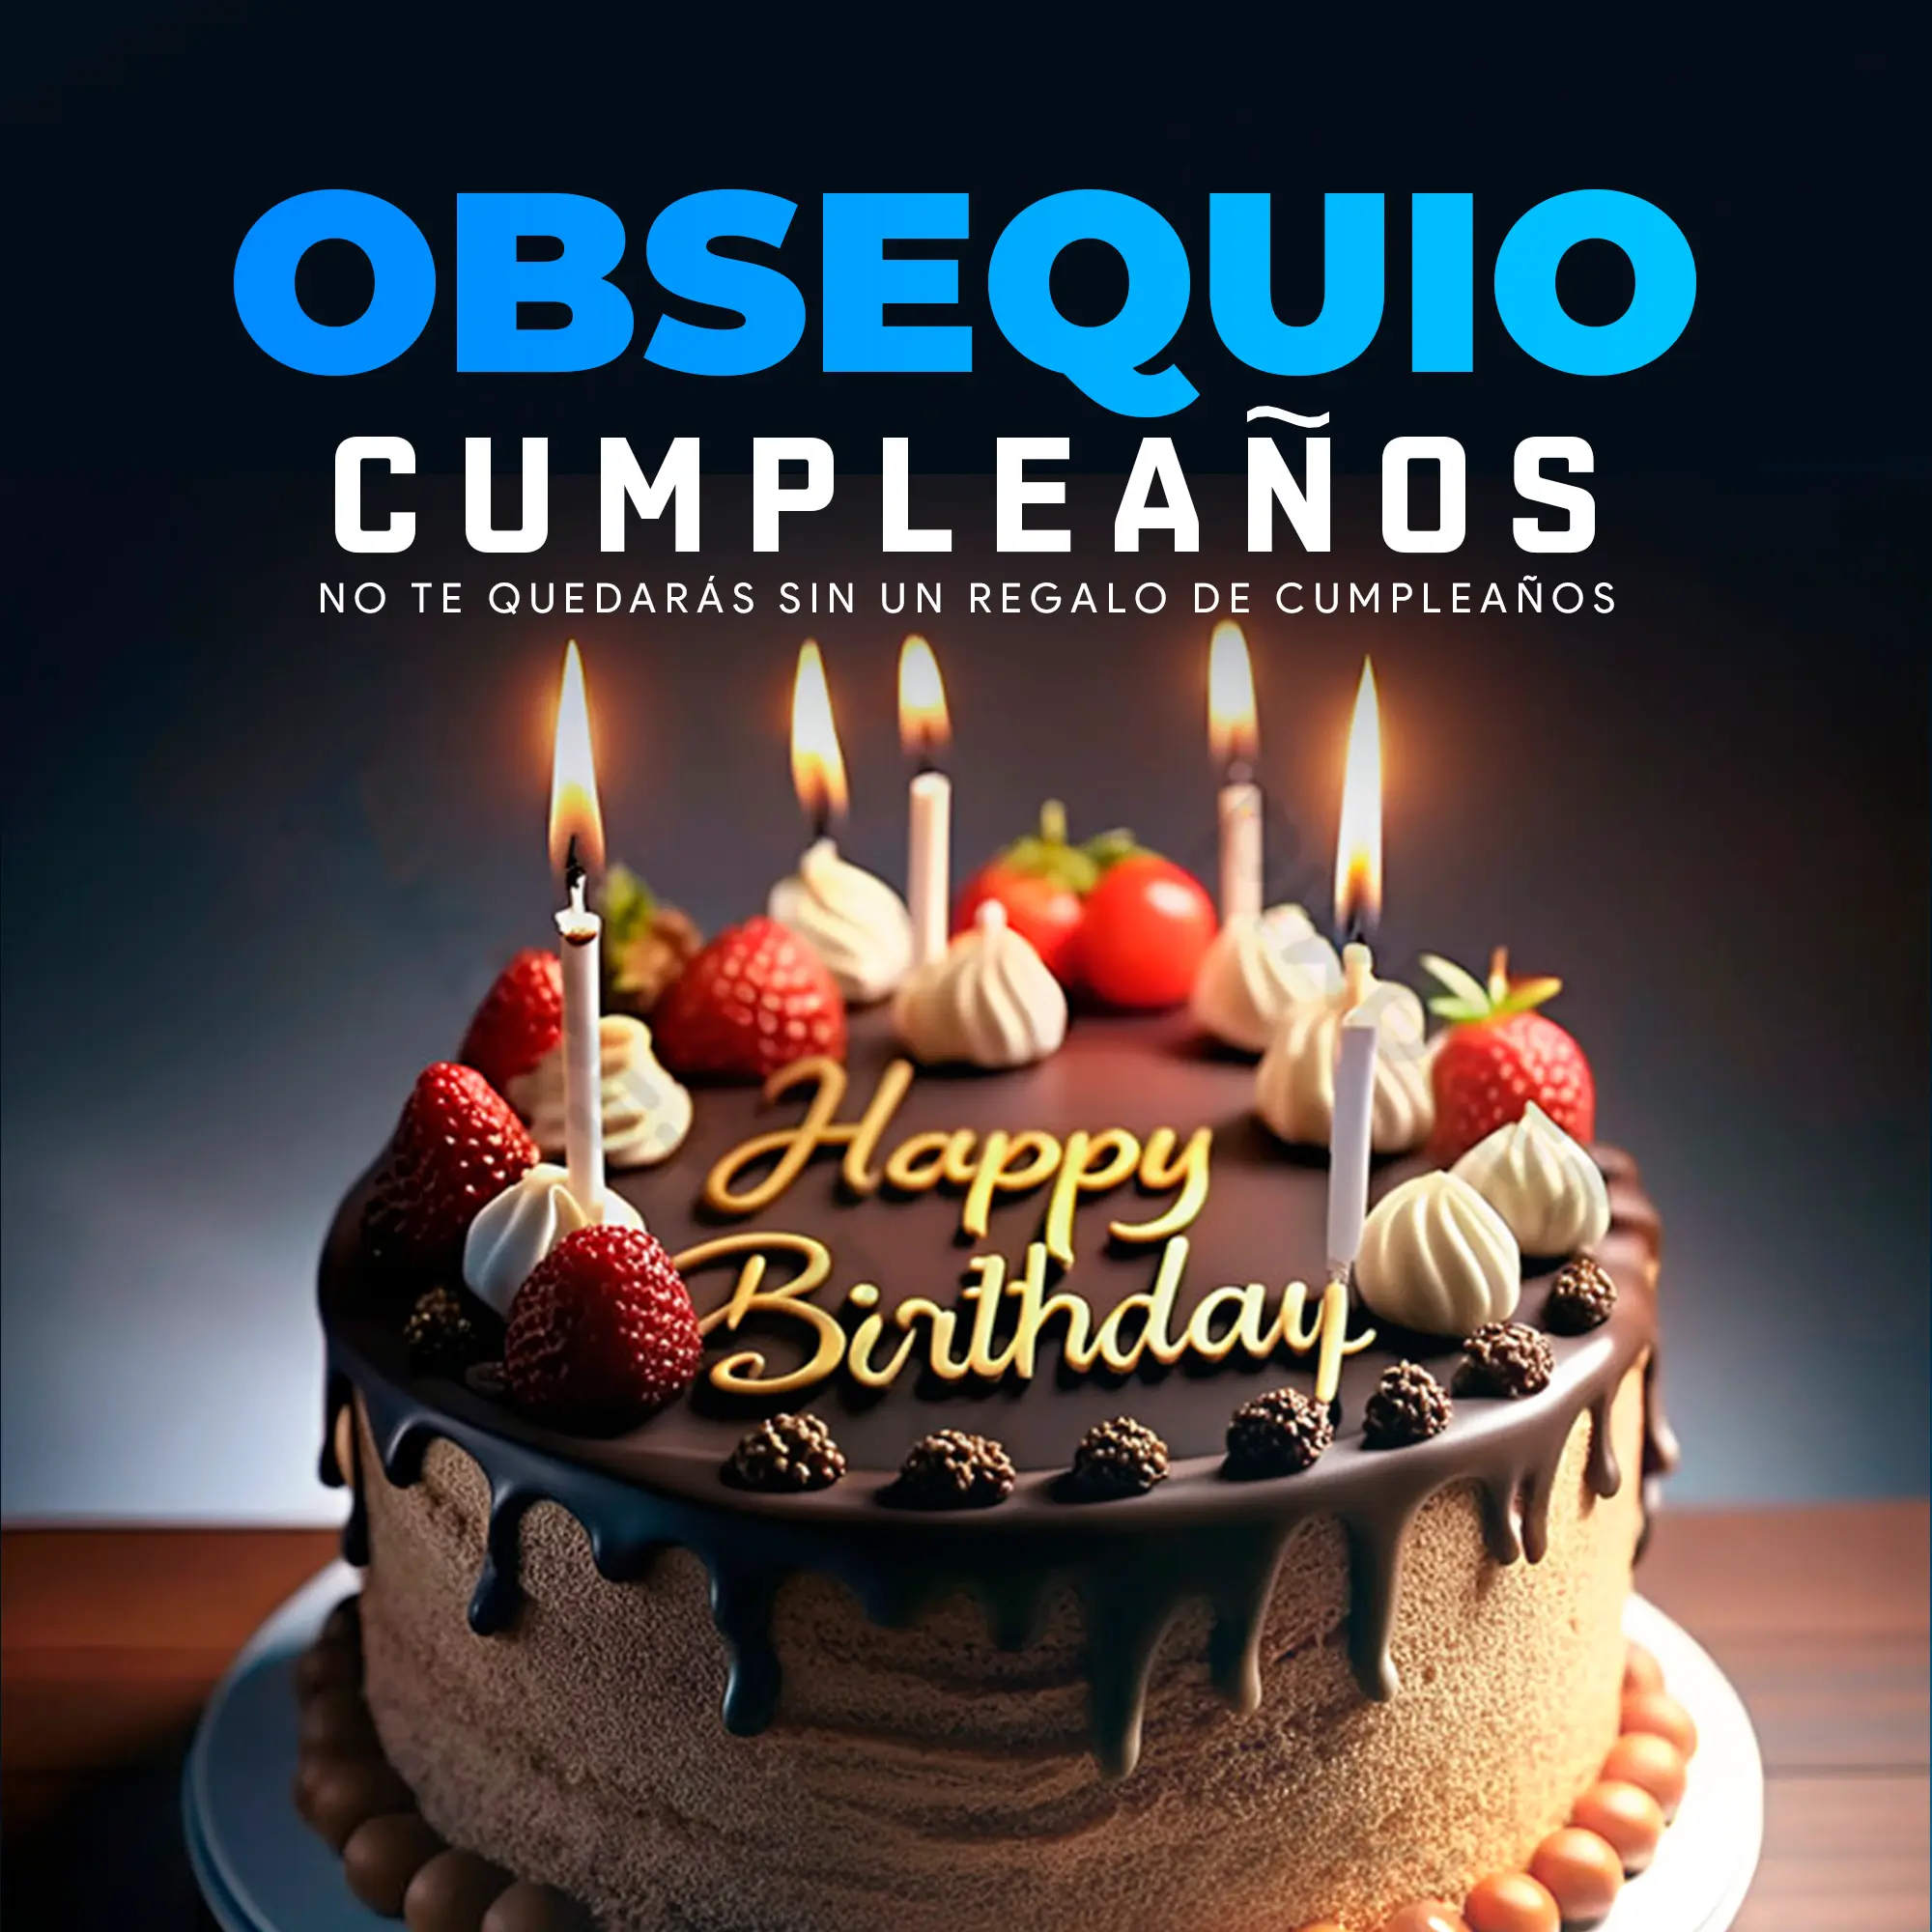 OBSEQUIO
CUMPLEAÑOS
NO TE QUEDARÁS SIN UN REGALO DE CUMPLEAÑOS
Happy
Birthday